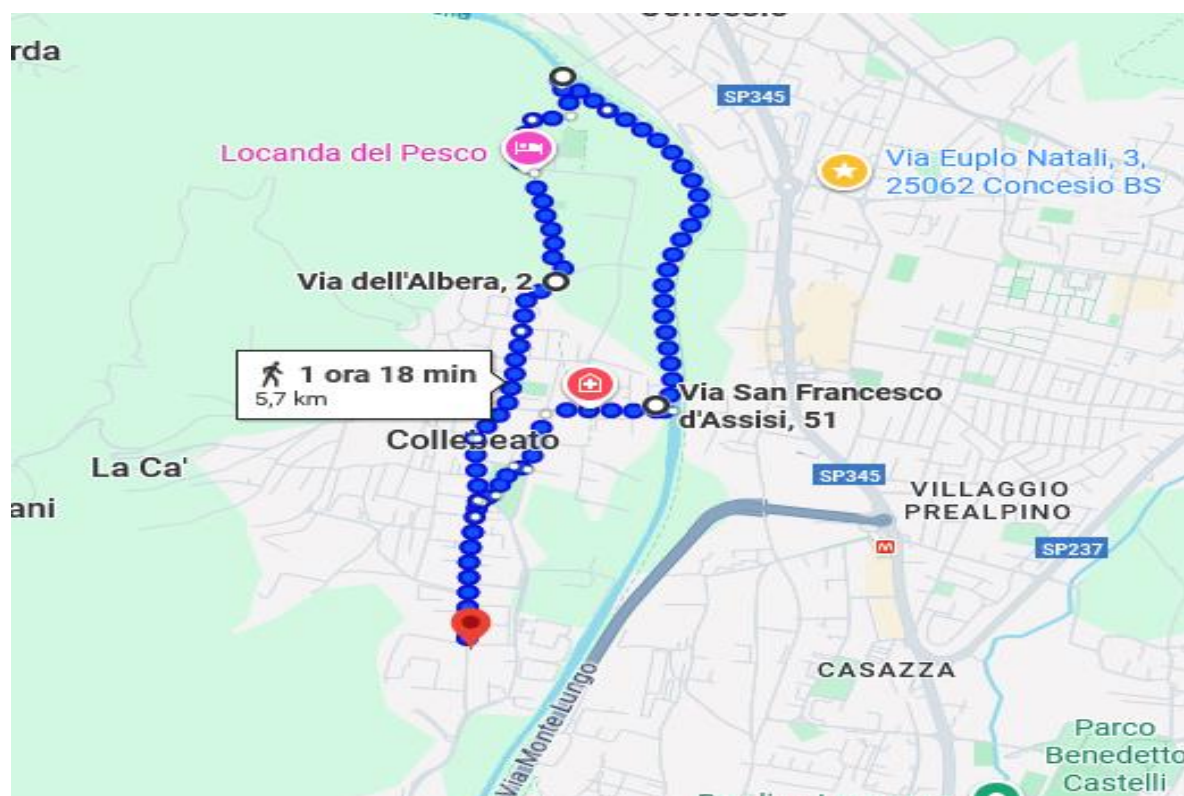 rda
SP345
Locanda del Pesco
Via Euplo Natali, 3,
25062 Concesio BS
Via dell'Albera, 2
1 ora 18 min
5,7 km
Via San Francesco
d'Assisi, 51
Collebeato
La Ca'
ani
SP345
VILLAGGIO
PREALPINO
SP237
Via Monte Lungo
CASAZZA
Parco
Benedetto
Castelli